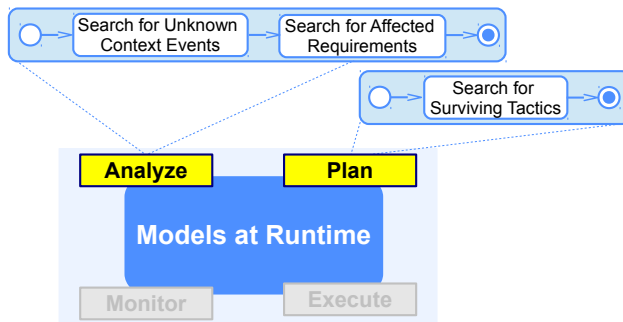 Search for Unknown
Context Events
Search for Affected
Requirements
Search for
Surviving Tactics
Analyze
Plan
Models at Runtime
Monitor
Execute